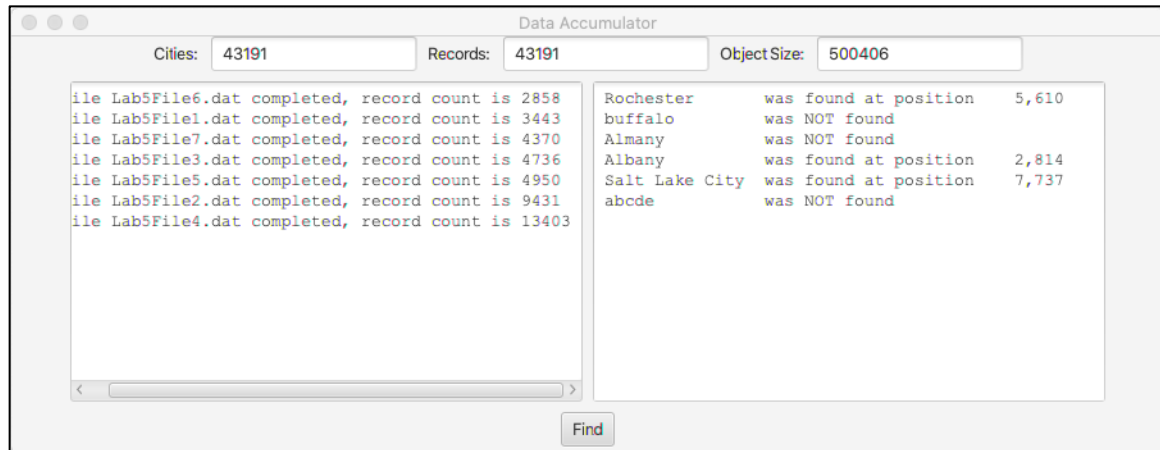 Data Accumulator
Cities: 43191 Records: 43191 Object Size: 500406
ile Lab5File6.dat completed, record count is 2858
ile Lab5File1.dat completed, record count is 3443
ile Lab5File7.dat completed, record count is 4370
ile Lab5File3.dat completed, record count is 4736
ile Lab5File5.dat completed, record count is 4950
ile Lab5File2.dat completed, record count is 9431
ile Lab5File4.dat completed, record count is 13403
Rochester was found at position 5,610
buffalo was NOT found
Almany was NOT found
Albany was found at position 2,814
Salt Lake City was found at position 7,737
abcde was NOT found
Find